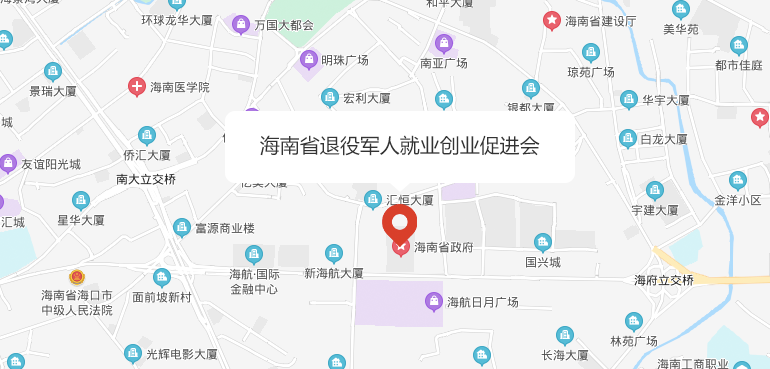 和平大厦
环球龙华大厦
万国大都会
海南省建设厅
美华苑
明珠广场
南亚广场
琼苑广场
都市佳庭
景瑞大厦
海南医学院
宏利大厦
银都大厦
华宇大厦
城
侨汇大厦
海南省退役军人就业创业促进会
白龙大厦
友谊阳光城
南大立交桥
汇恒大厦
宇建大厦
金洋小区
汇城
星华大厦
富源商业楼
海南省政府
国兴城
海航·国际
金融中心
新海航大厦
海府立交桥
海南省海口市
中级人民法院
面前坡新村
海航日月广场
林苑广场
光辉电影大厦
长海大厦
海南工商职业